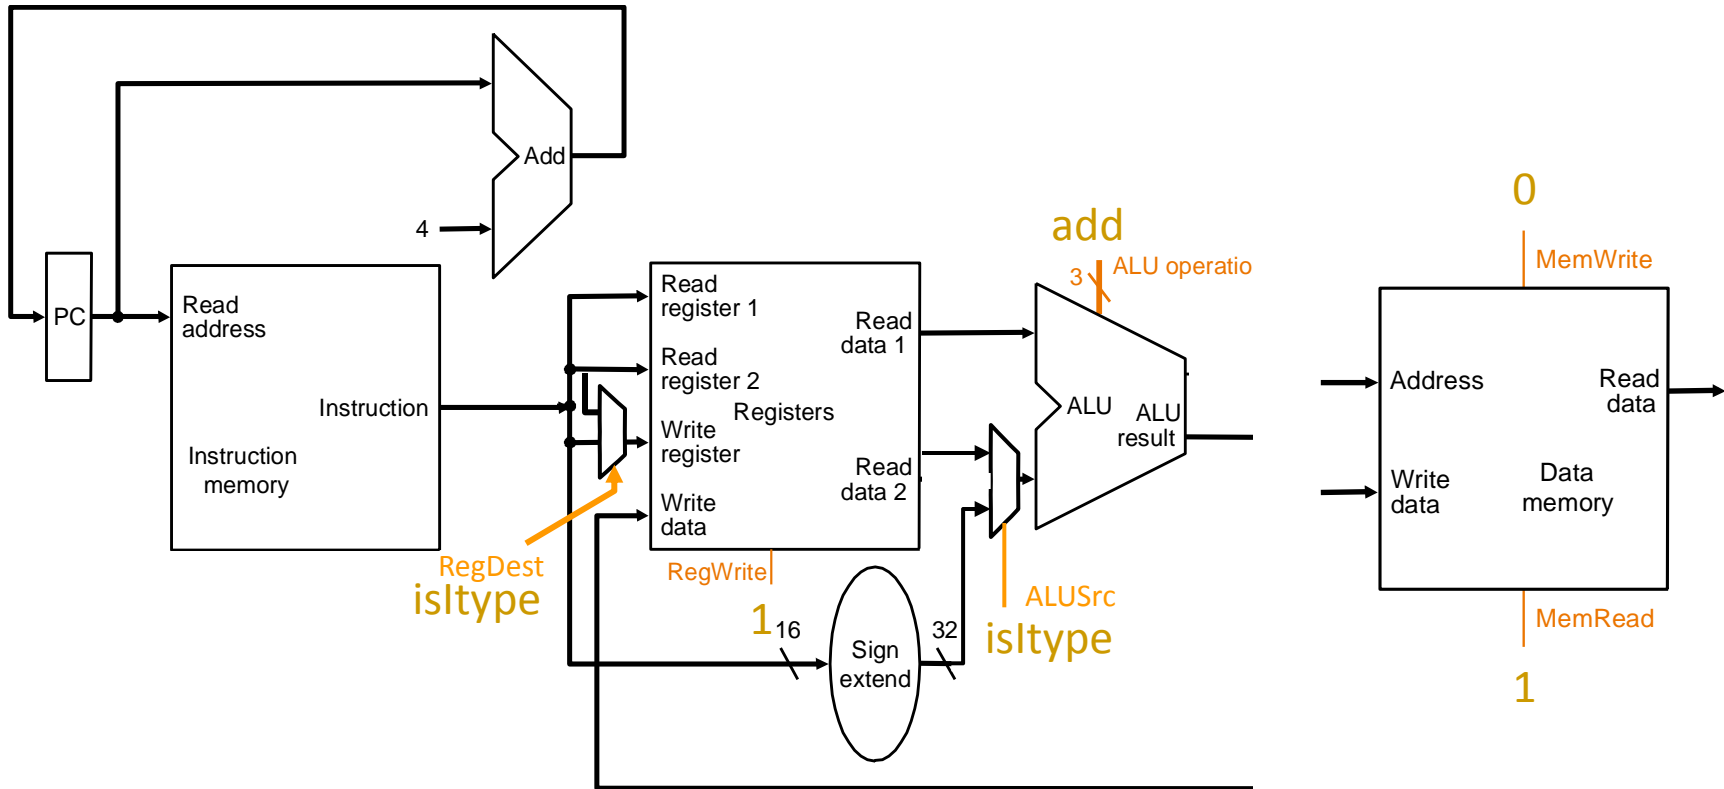 Add
4
PC
Read
address
Instruction
Instruction
memory
RegDest
isItype
Read
register 1
Read
register 2
Registers
Write
register
Write
data
Read
data 1
Read
data 2
RegWrite
1
16
Sign
extend
32
add
3
ALU operatio
ALU
ALU
result
ALUSrc
isItype
0
MemWrite
Address
Read
data
Write
data
Data
memory
MemRead
1